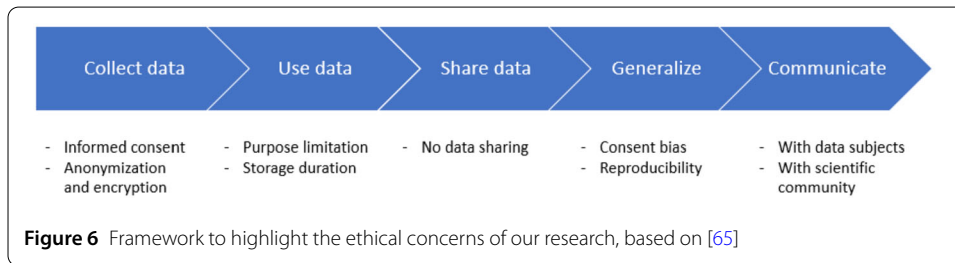 Collect data
Use data
Share data
Generalize
Communicate
- Informed consent
- Anonymization
and encryption
- Purpose limitation
- Storage duration
- No data sharing
- Consent bias
- Reproducibility
- With data subjects
- With scientific
community
Figure 6 Framework to highlight the ethical concerns of our research, based on [65]